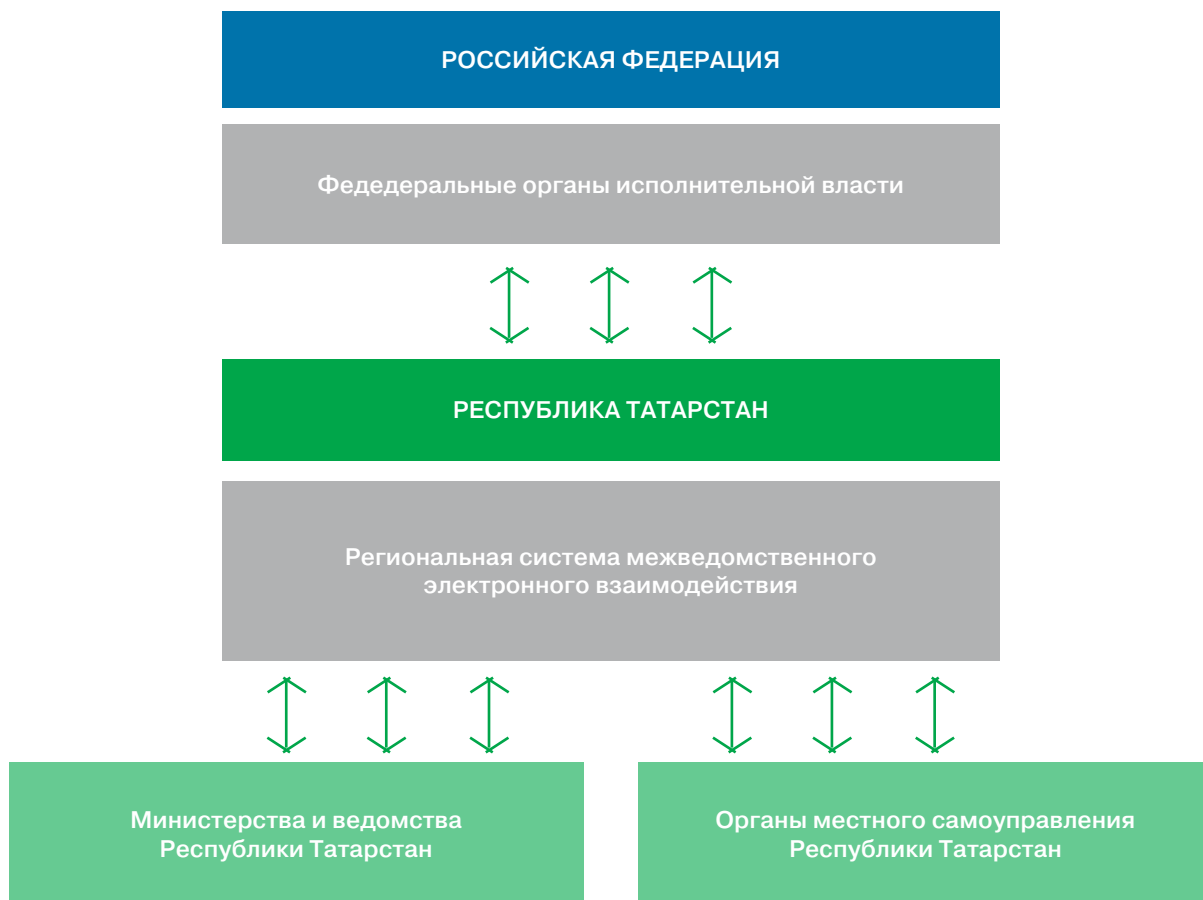 РОССИЙСКАЯ ФЕДЕРАЦИЯ
Федедеральные органы исполнительной власти
РЕСПУБЛИКА ТАТАРСТАН
Региональная система межведомственного
электронного взаимодействия
Министерства и ведомства
Республики Татарстан
Органы местного самоуправления
Республики Татарстан